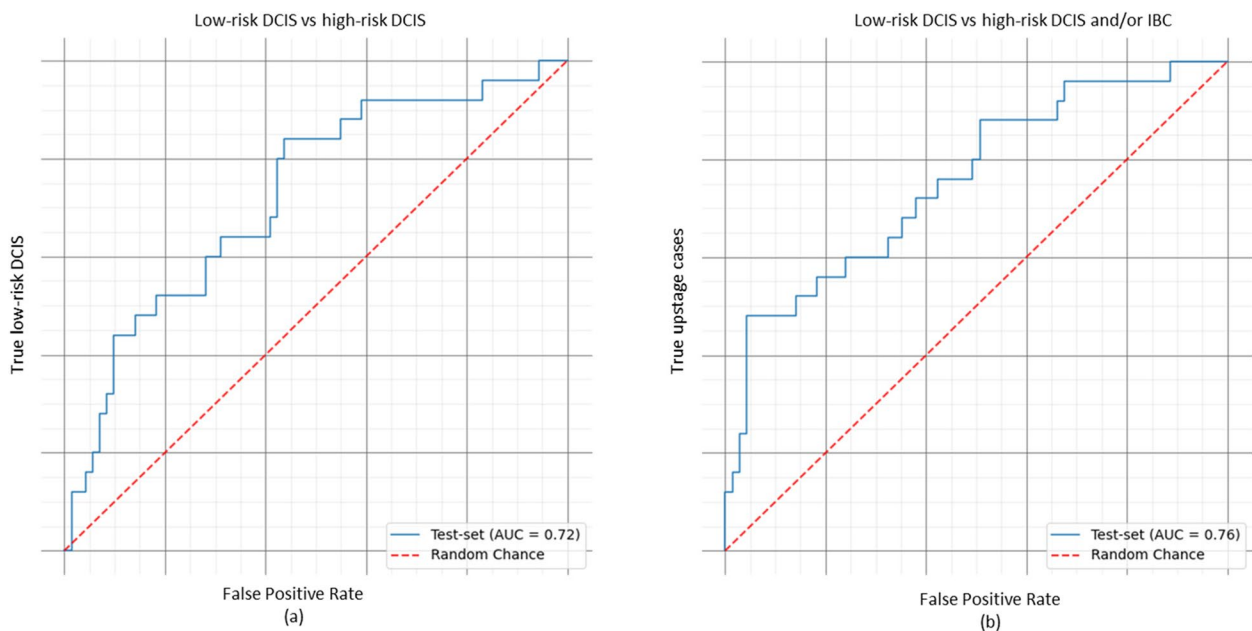 Low-risk DCIS vs high-risk DCIS
True low-risk DCIS
Test-set (AUC = 0.72)
Random Chance
False Positive Rate
(a)
Low-risk DCIS vs high-risk DCIS and/or IBC
True upstage cases
Test-set (AUC = 0.76)
Random Chance
False Positive Rate
(b)